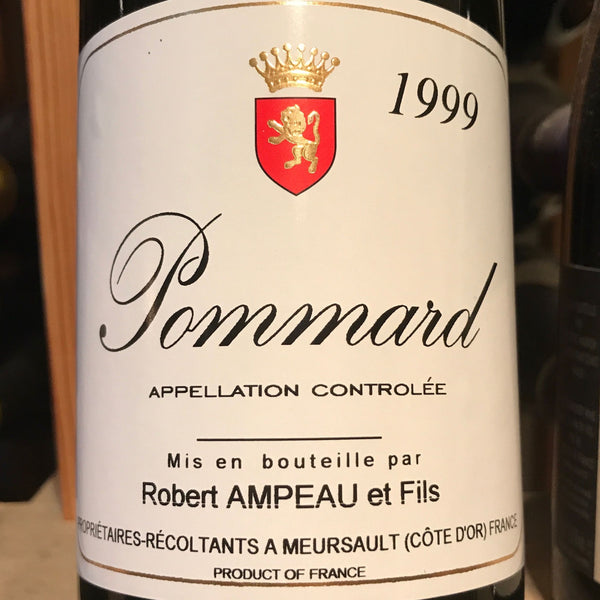 1999
Pommard
APPELLATION CONTROLÉE
Mis en bouteille par
Robert AMPEAU et Fils
PROPRIÉTAIRES-RÉCOLTANTS A MEURSAULT (CÔTE D'OR) FRANCE
PRODUCT OF FRANCE